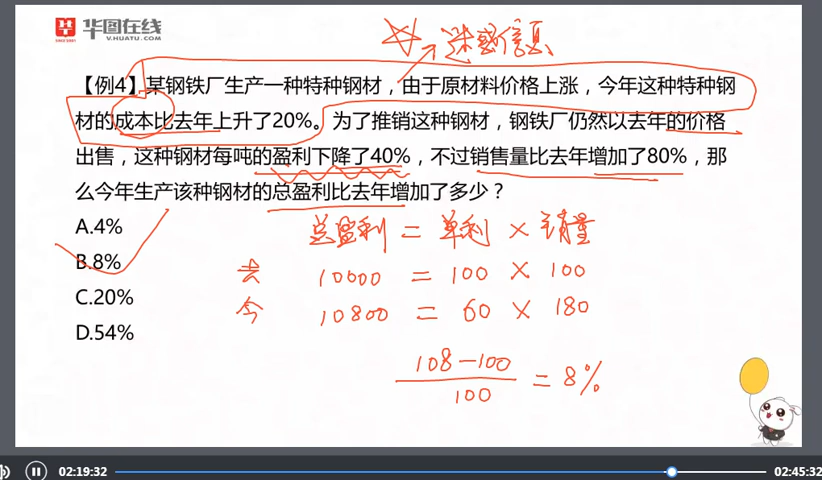 华图在线
V.HUATU.COM
迷惑信息
【例4】某钢铁厂生产一种特种钢材，由于原材料价格上涨，今年这种特种钢
材的成本比去年上升了20%。为了推销这种钢材，钢铁厂仍然以去年的价格
出售，这种钢材每吨的盈利下降了40%，不过销售量比去年增加了80%，那
么今年生产该种钢材的总盈利比去年增加了多少？
A.4%
B.8%
C.20%
D.54%
总盈利 = 单利 × 销量
去 10000 = 100 × 100
今 10800 = 60 × 180
108-100
100
= 8%
02:19:32
02:45:32